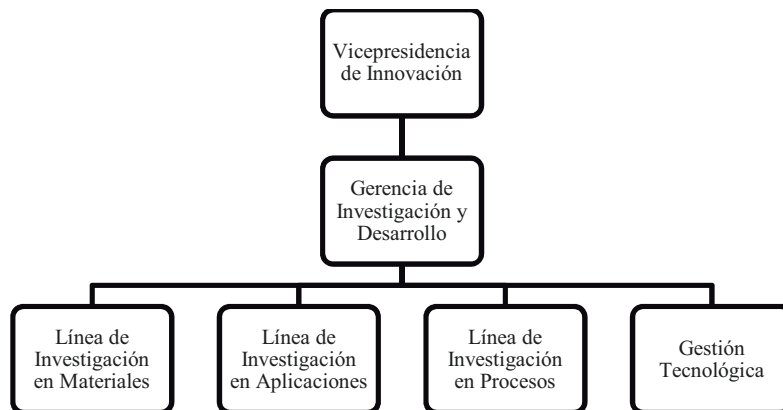 Vicepresidencia
de Innovación
Gerencia de
Investigación y
Desarrollo
Línea de
Investigación
en Materiales
Línea de
Investigación
en Aplicaciones
Línea de
Investigación
en Procesos
Gestión
Tecnológica